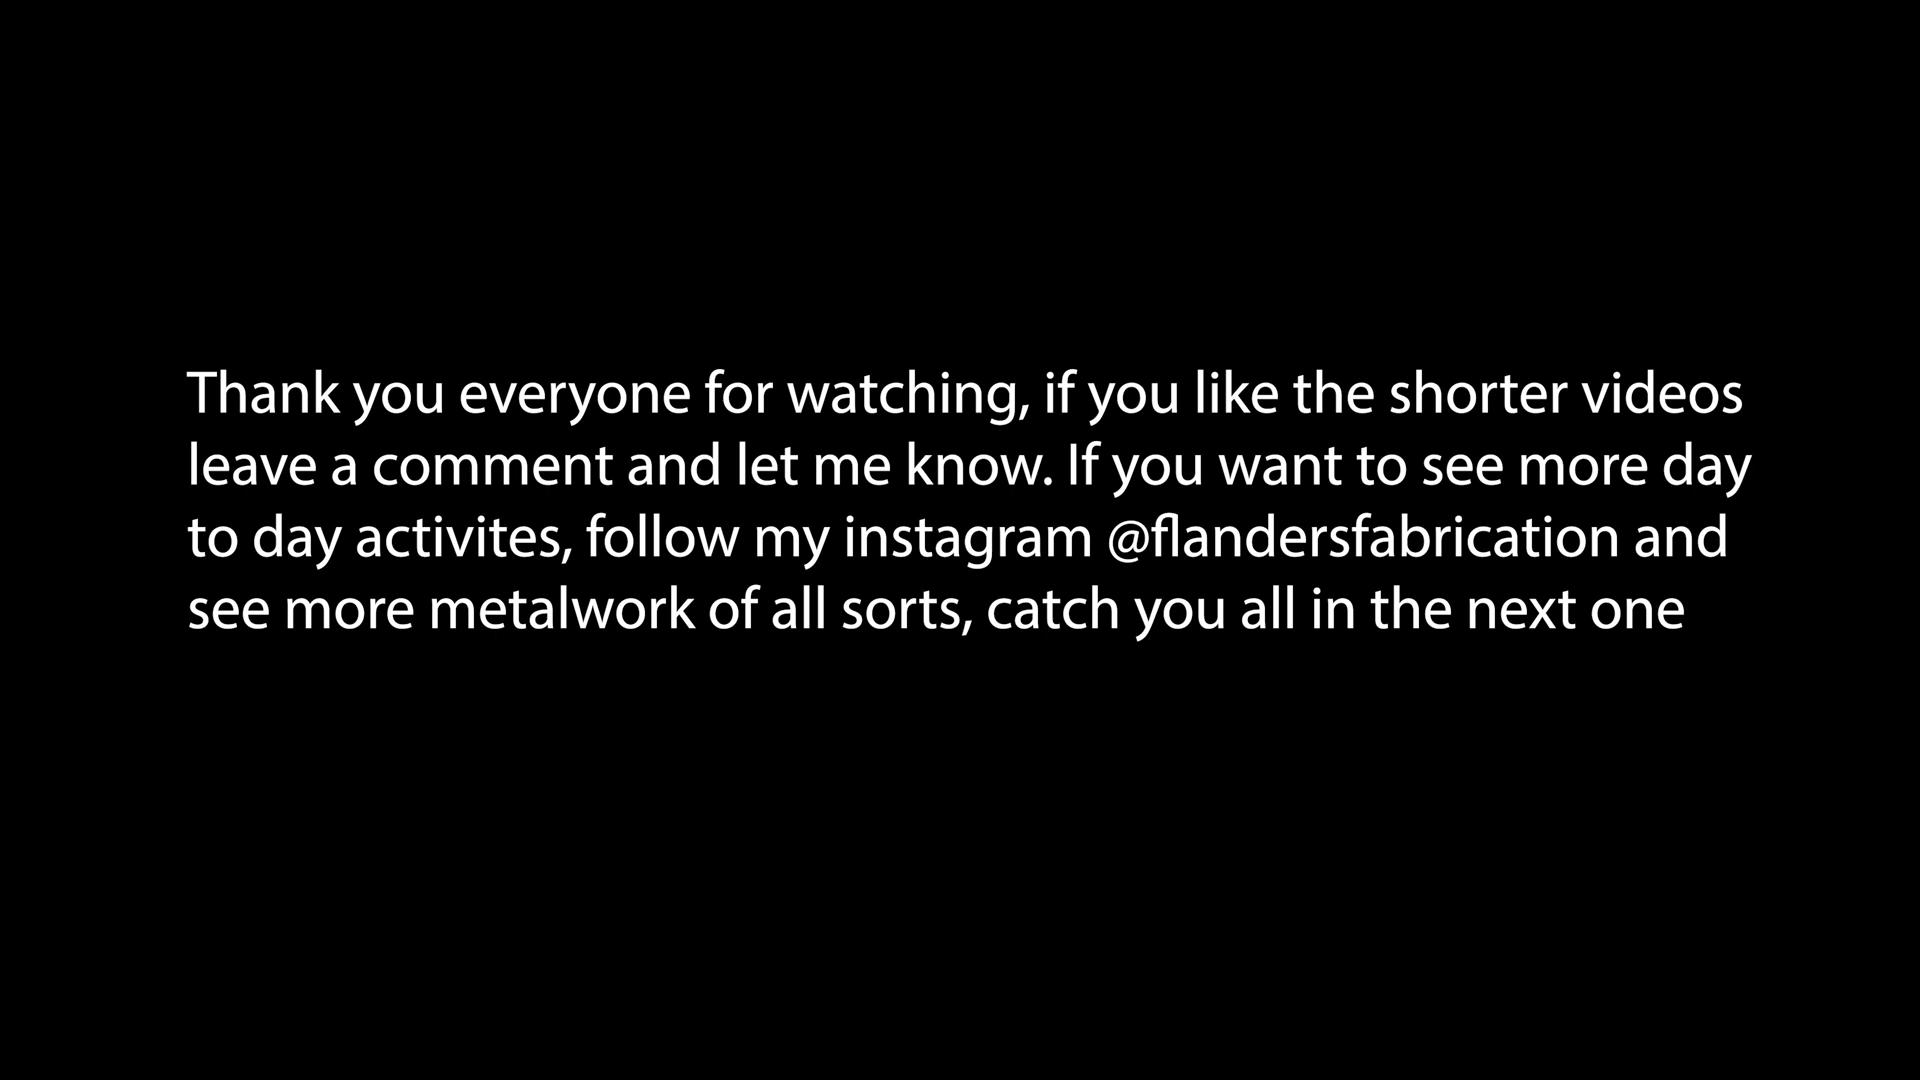 Thank you everyone for watching, if you like the shorter videos
leave a comment and let me know. If you want to see more day
to day activites, follow my instagram @flandersfabrication and
see more metalwork of all sorts, catch you all in the next one